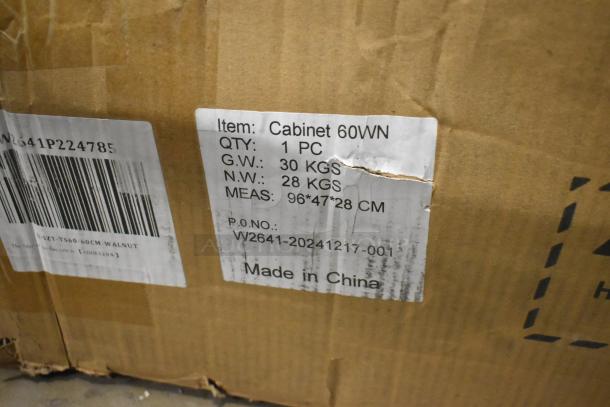 W2641P224785
60CM-WALNUT
Item: Cabinet 60WN
QTY: 1 PC
G.W.: 30 KGS
N.W.: 28 KGS
MEAS: 96*47*28 CM
P.O.NO.:
W2641-20241217-001
Made in China
H